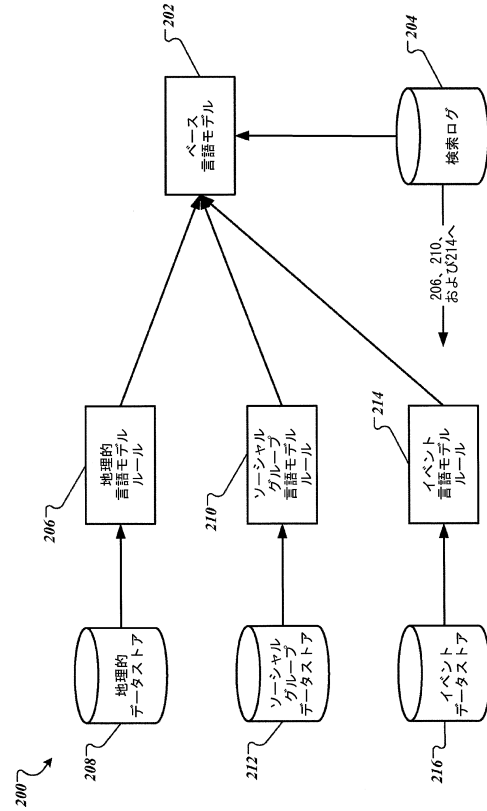 200
208
地理的
データストア
206
地理的
言語モデル
ルール
212
ソーシャル
グループ
データストア
210
ソーシャル
グループ
言語モデル
ルール
216
イベント
データストア
214
イベント
言語モデル
ルール
202
ベース
言語モデル
204
検索ログ
206、210、
および214へ